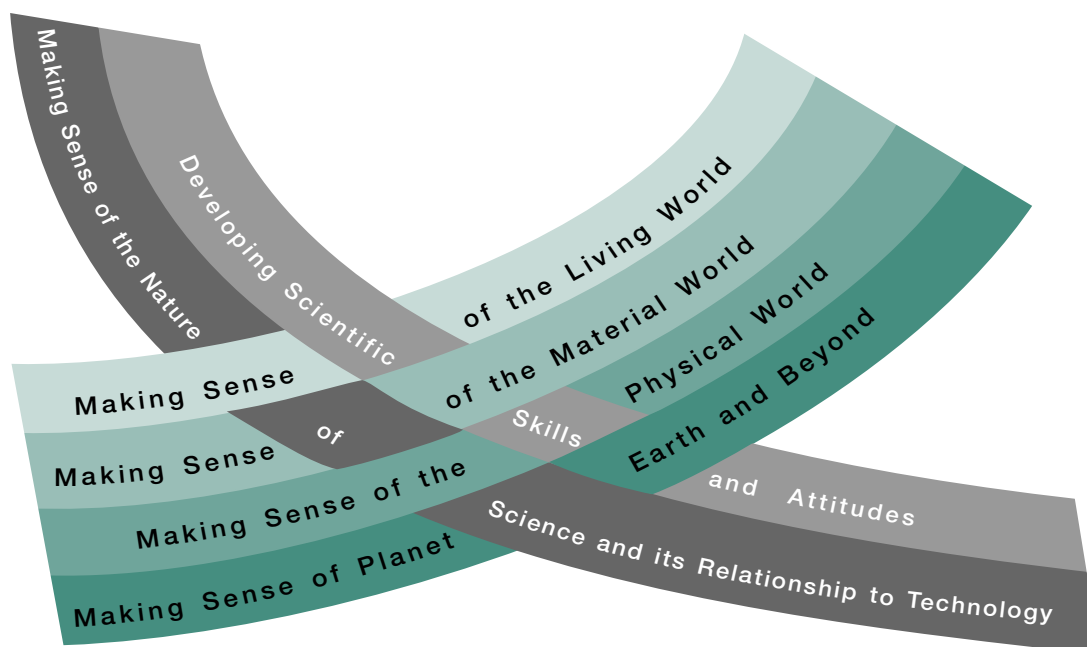 Making Sense of the Nature of Science and its Relationship to Technology
Developing Scientific Skills and Attitudes
Making Sense of the Living World
Making Sense of the Material World
Making Sense of the Physical World
Making Sense of Planet Earth and Beyond